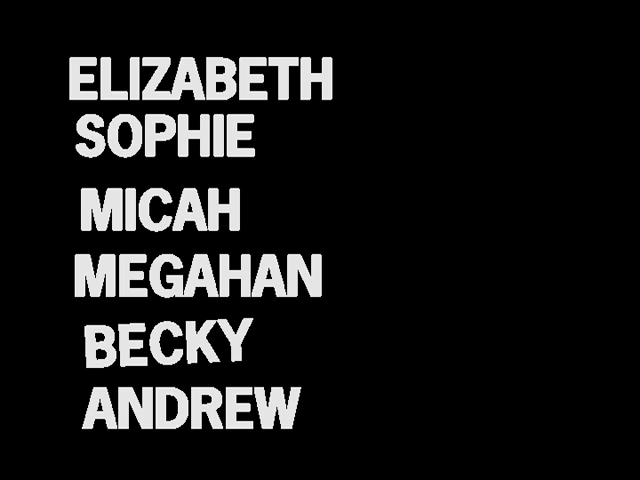 ELIZABETH
SOPHIE
MICAH
MEGAHAN
BECKY
ANDREW